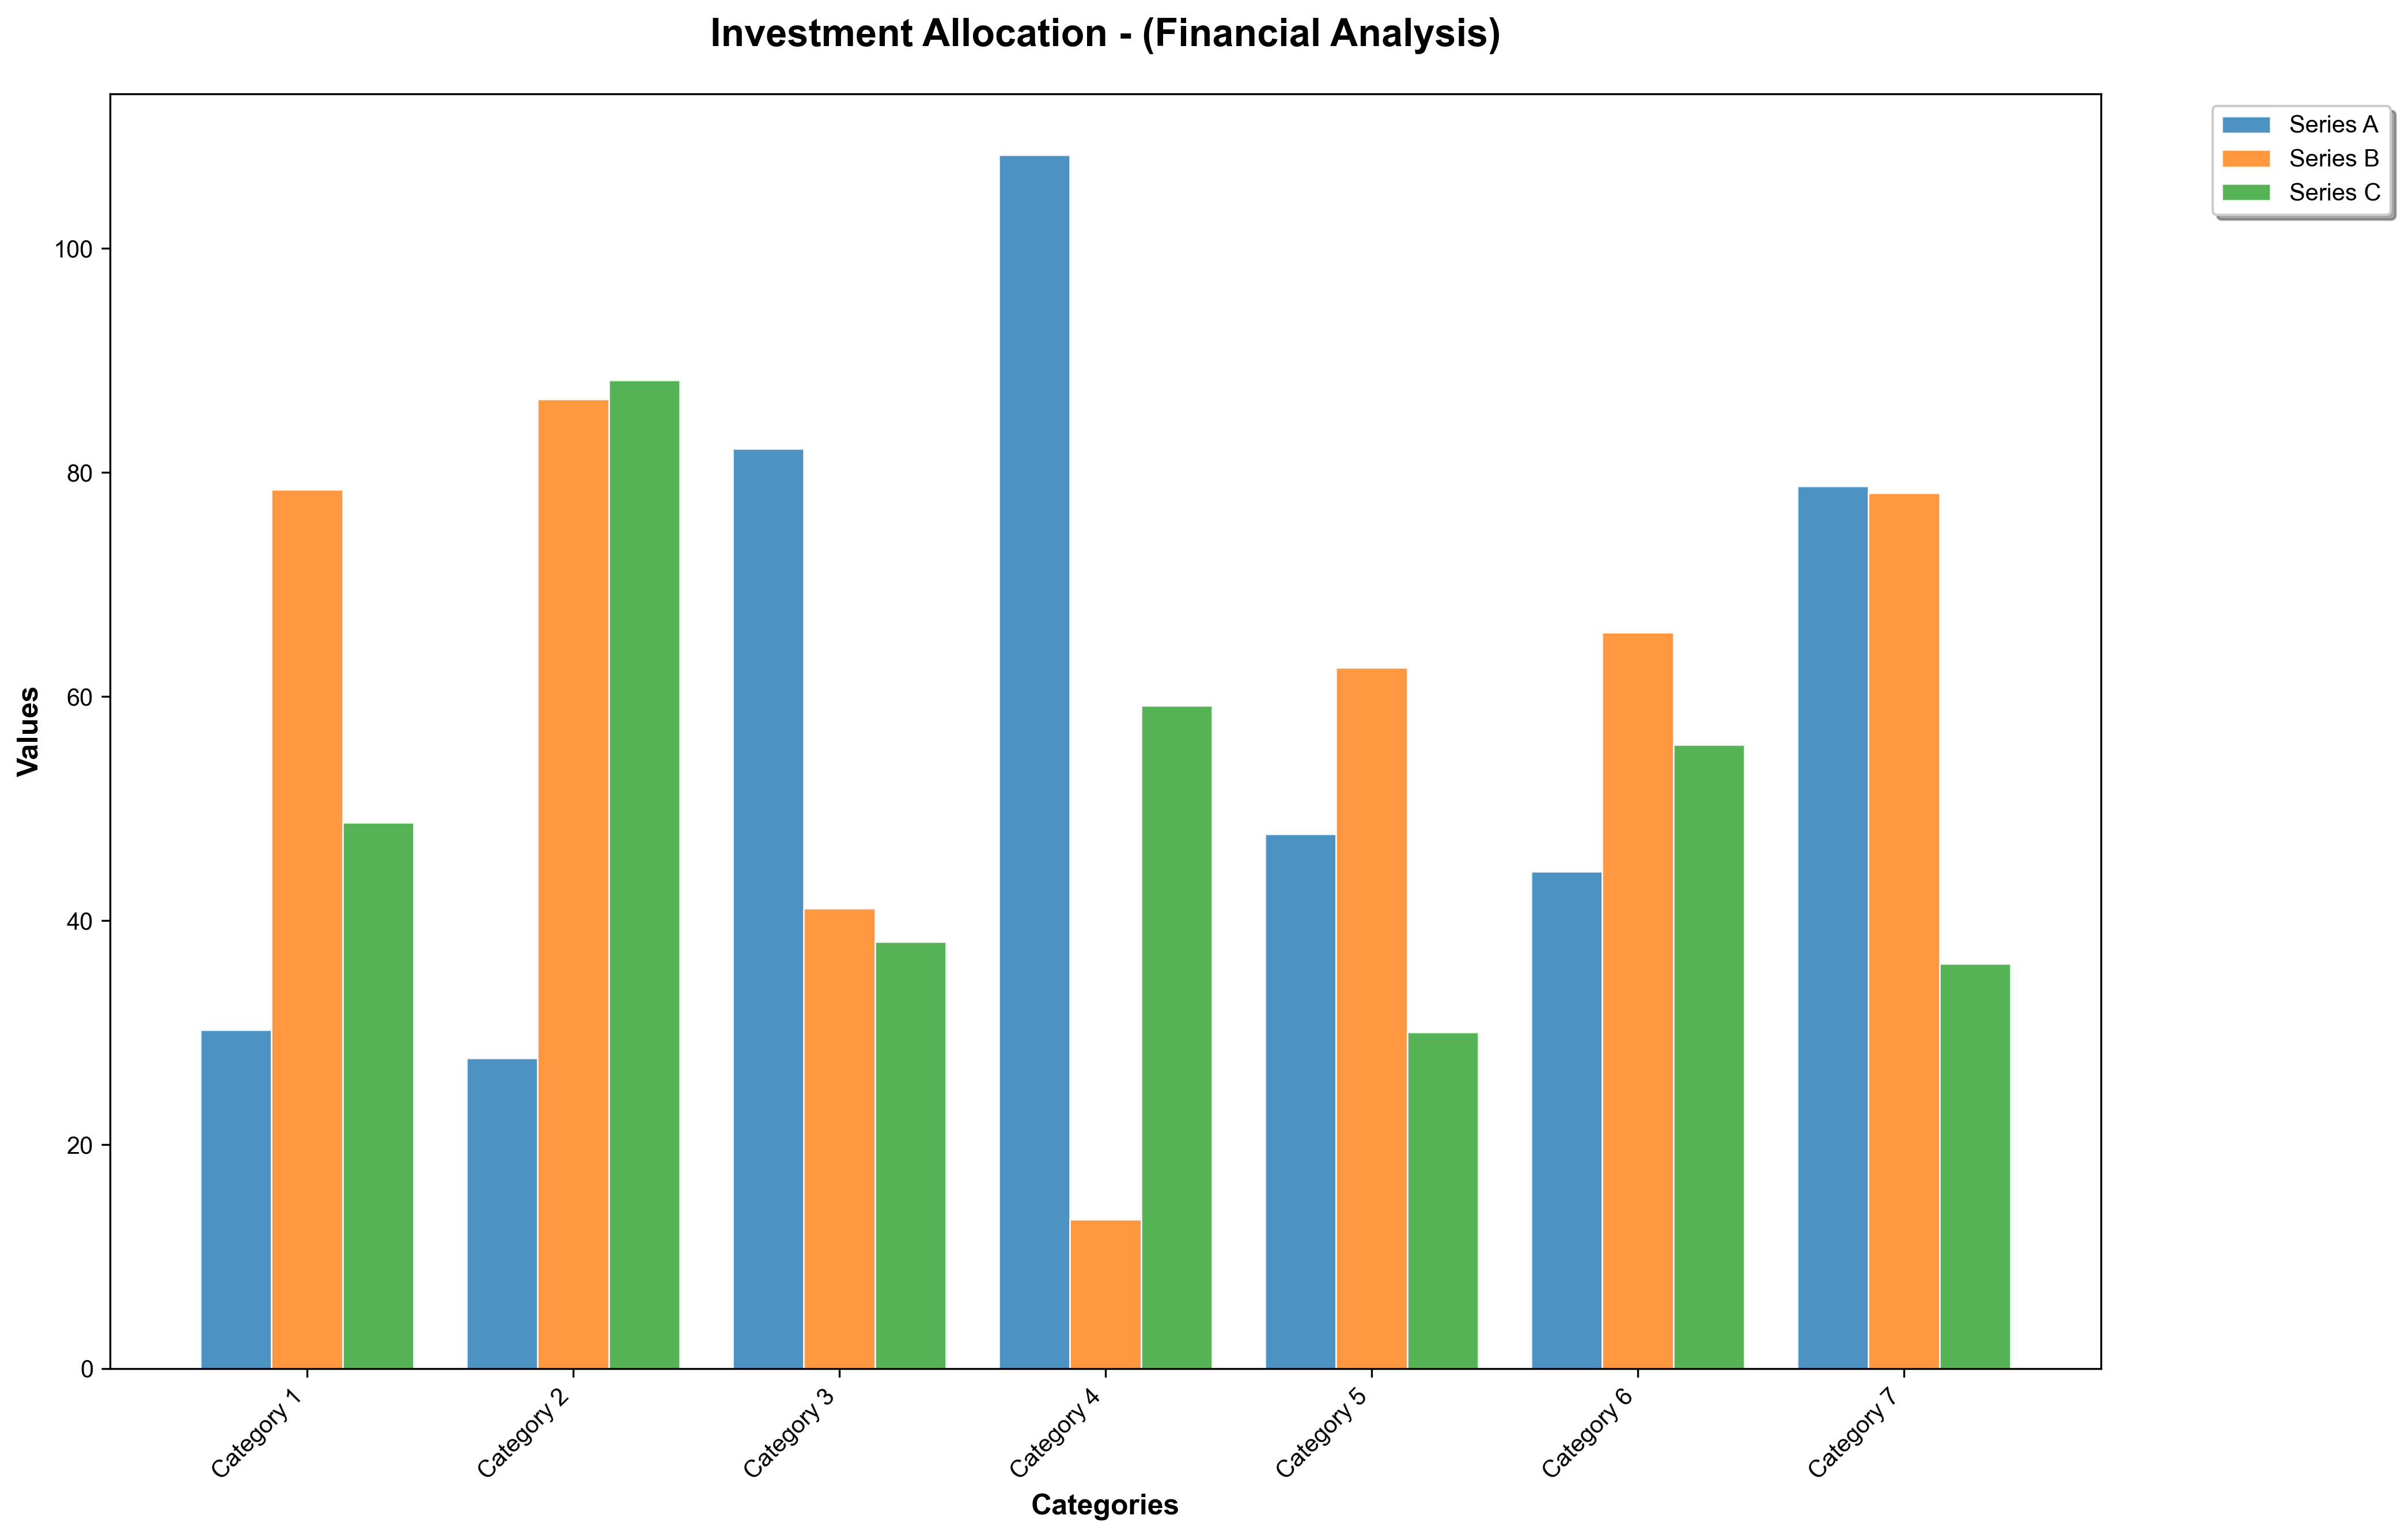 Investment Allocation - (Financial Analysis)
Series A
Series B
Series C
Values
100
80
60
40
20
0
Category 1
Category 2
Category 3
Category 4
Category 5
Category 6
Category 7
Categories